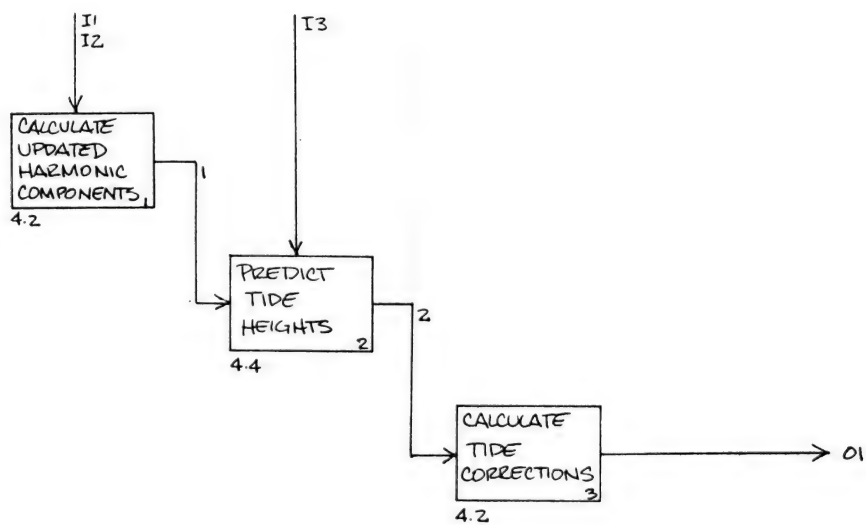 I1
I2
I3
CALCULATE
UPDATED
HARMONIC
COMPONENTS 1
4.2
1
PREDICT
TIDE
HEIGHTS 2
4.4
2
CALCULATE
TIDE
CORRECTIONS 3
4.2
O1